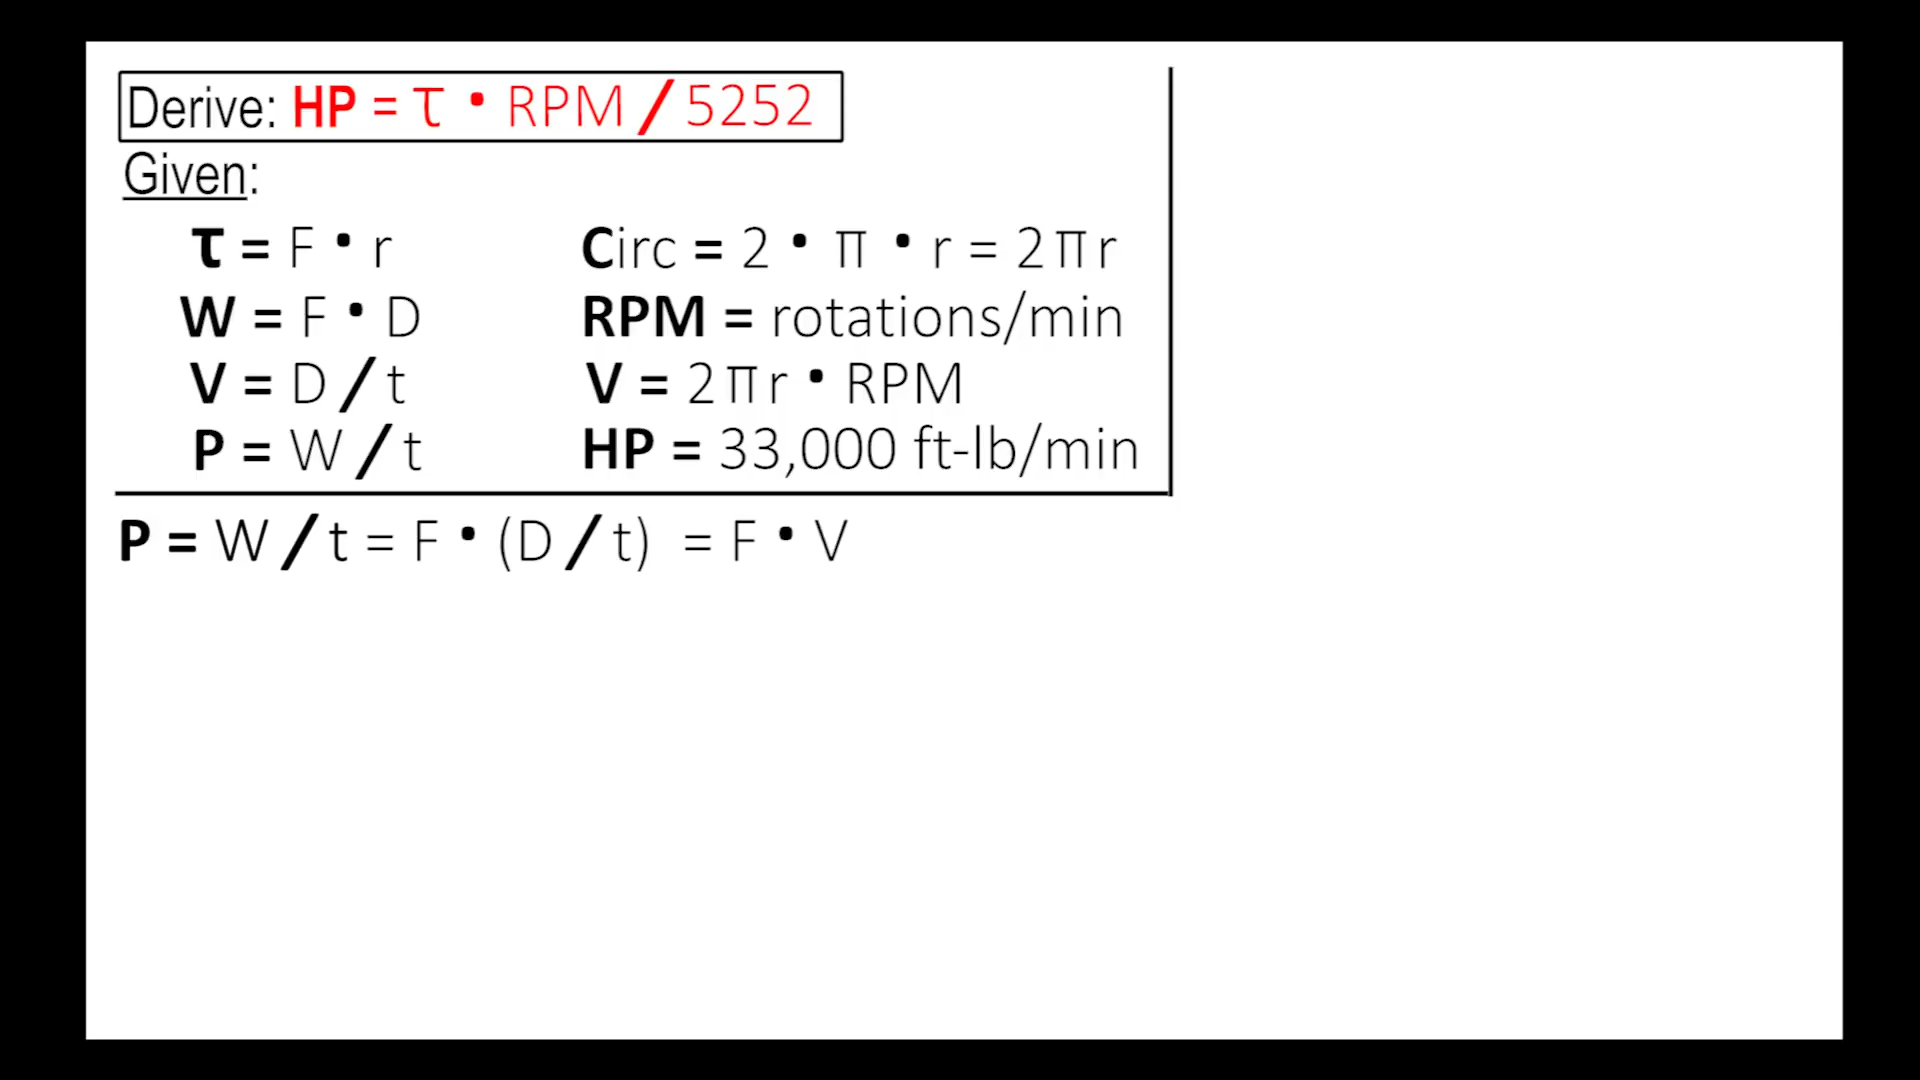 Derive: HP = τ • RPM / 5252
Given:
τ = F • r
W = F • D
V = D / t
P = W / t
Circ = 2 • π • r = 2πr
RPM = rotations/min
V = 2πr • RPM
HP = 33,000 ft-lb/min
P = W / t = F • (D / t) = F • V